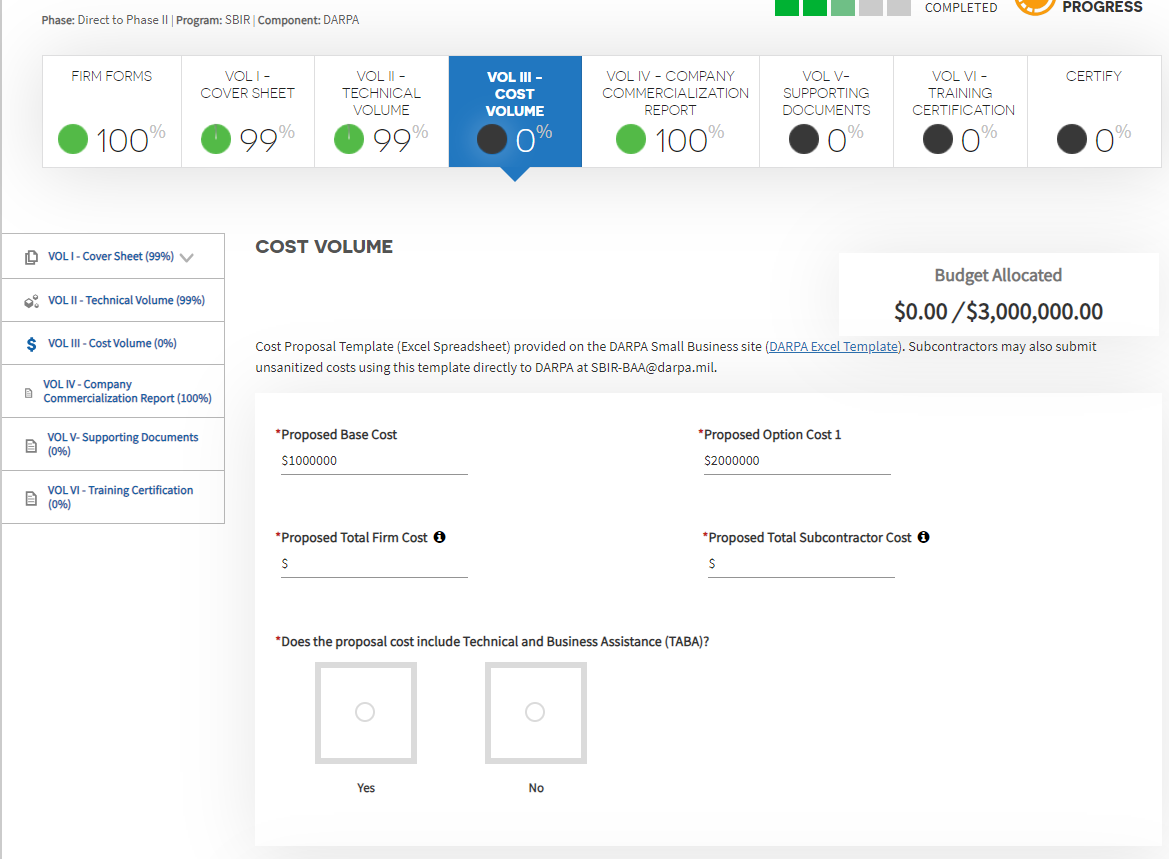 Phase: Direct to Phase II | Program: SBIR | Component: DARPA
COMPLETED
PROGRESS
FIRM FORMS
100%
VOL I -
COVER SHEET
99%
VOL II -
TECHNICAL
VOLUME
99%
VOL III -
COST
VOLUME
0%
VOL IV - COMPANY
COMMERCIALIZATION
REPORT
100%
VOL V-
SUPPORTING
DOCUMENTS
0%
VOL VI -
TRAINING
CERTIFICATION
0%
CERTIFY
0%
VOL I - Cover Sheet (99%)
VOL II - Technical Volume (99%)
$ VOL III - Cost Volume (0%)
VOL IV - Company
Commercialization Report (100%)
VOL V- Supporting Documents
(0%)
VOL VI - Training Certification
(0%)
COST VOLUME
Budget Allocated
$0.00 /$3,000,000.00
Cost Proposal Template (Excel Spreadsheet) provided on the DARPA Small Business site (DARPA Excel Template). Subcontractors may also submit
unsanitized costs using this template directly to DARPA at SBIR-BAA@darpa.mil.
*Proposed Base Cost
$1000000
*Proposed Option Cost 1
$2000000
*Proposed Total Firm Cost
$
*Proposed Total Subcontractor Cost
$
*Does the proposal cost include Technical and Business Assistance (TABA)?
Yes
No